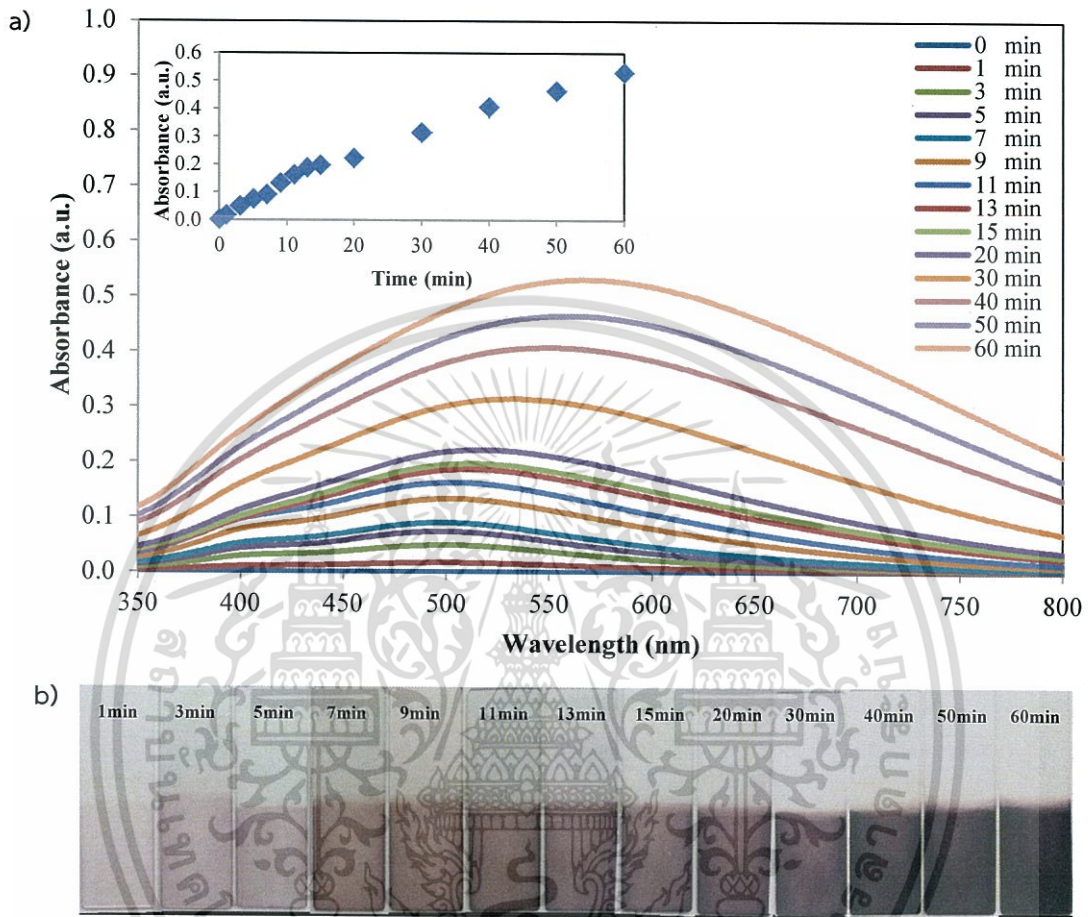 a)
1.0
0.9
0.8
0.7
0.6
0.5
0.4
0.3
0.2
0.1
0.0
Absorbance (a.u.)
350 400 450 500 550 600 650 700 750 800
Wavelength (nm)
0.6
0.5
0.4
0.3
0.2
0.1
0.0
Absorbance (a.u.)
0 10 20 30 40 50 60
Time (min)
0 min
1 min
3 min
5 min
7 min
9 min
11 min
13 min
15 min
20 min
30 min
40 min
50 min
60 min
b)
1min 3min 5min 7min 9min 11min 13min 15min 20min 30min 40min 50min 60min